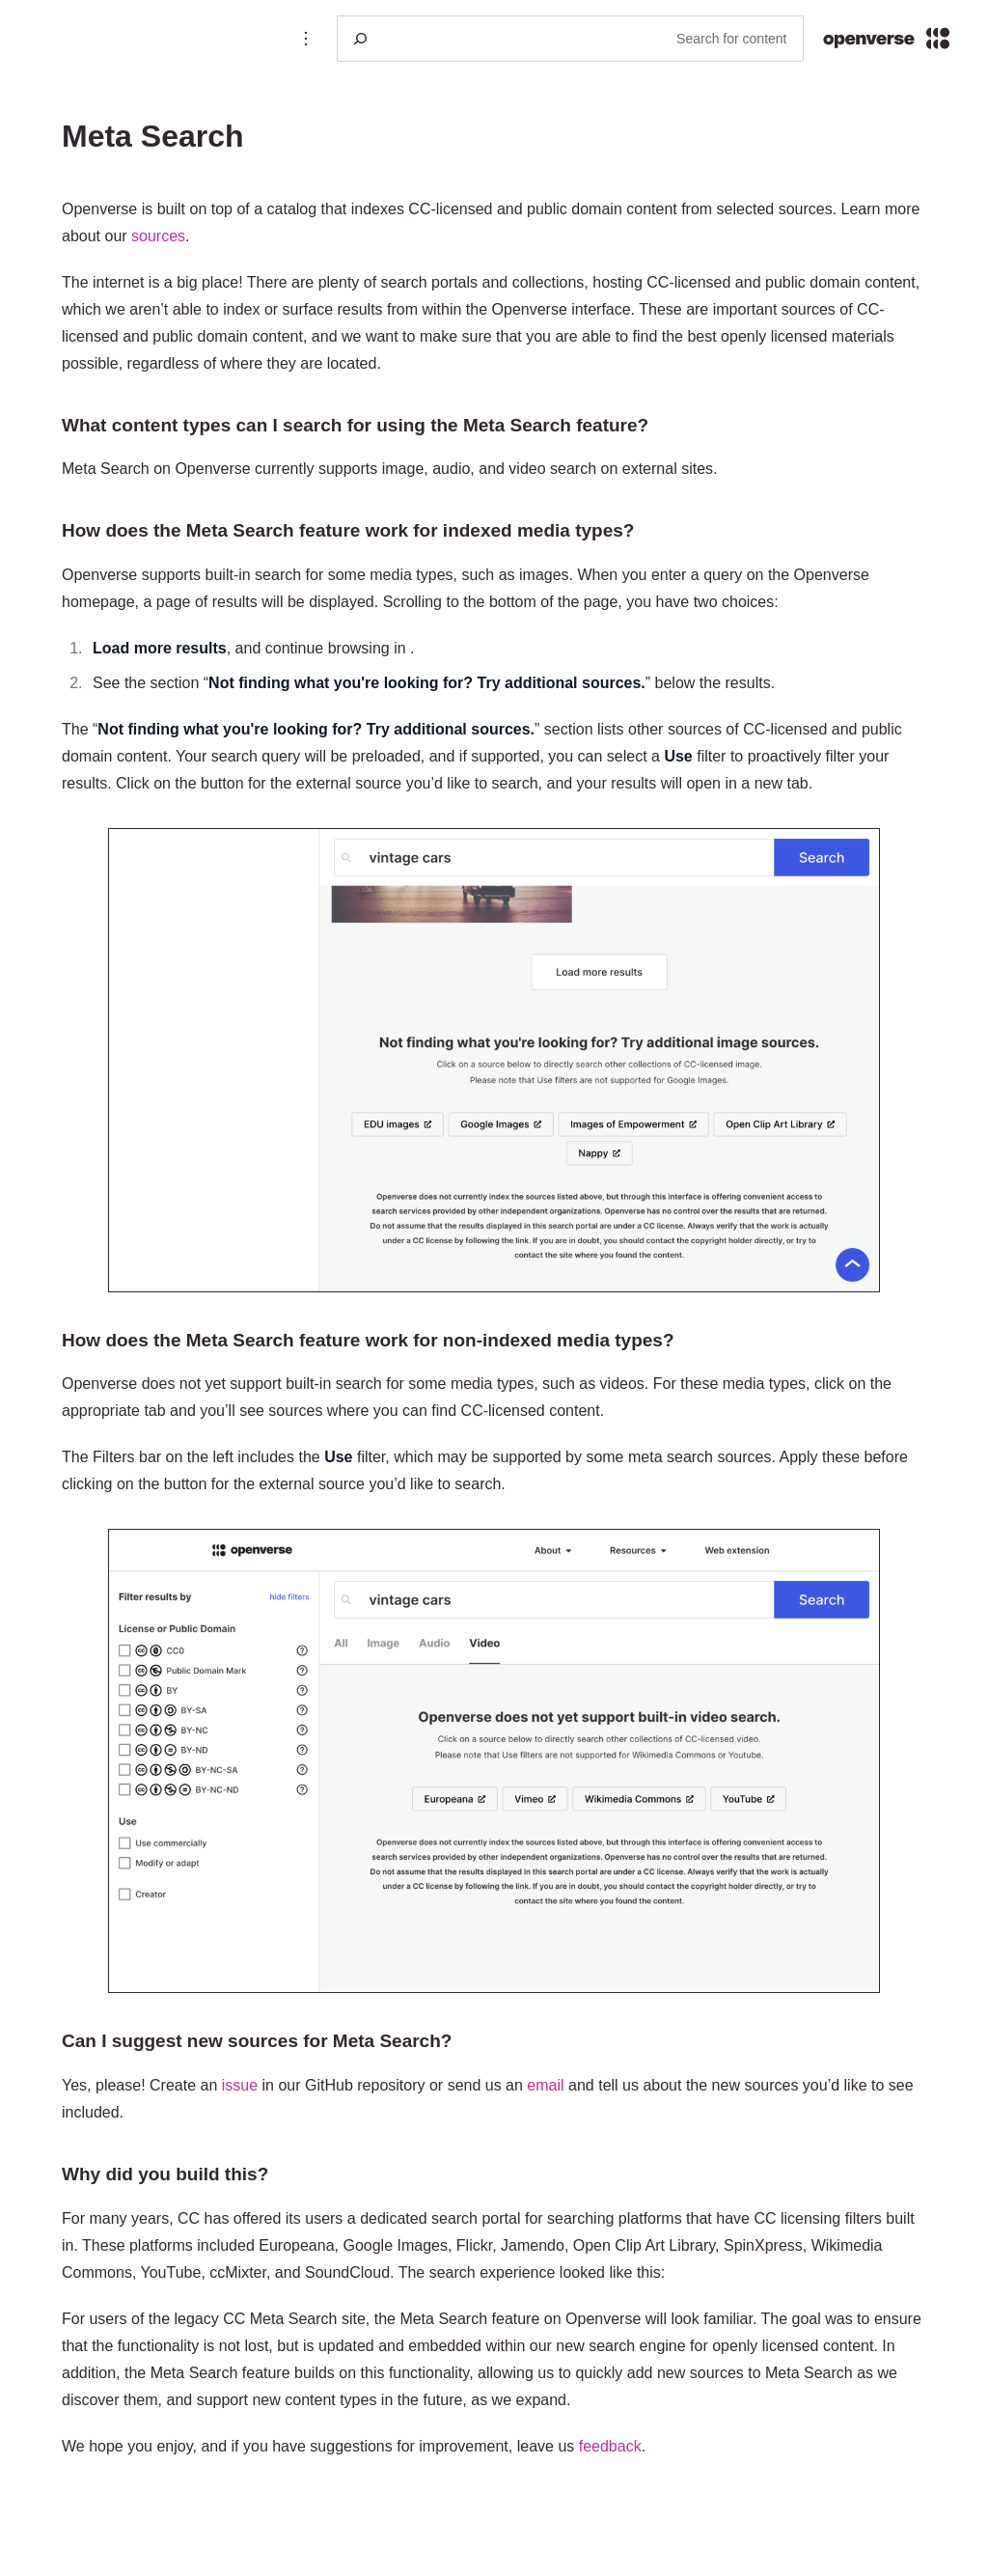 Search for content
openverse
Meta Search
Openverse is built on top of a catalog that indexes CC-licensed and public domain content from selected sources. Learn more
about our sources.
The internet is a big place! There are plenty of search portals and collections, hosting CC-licensed and public domain content,
which we aren’t able to index or surface results from within the Openverse interface. These are important sources of CC-
licensed and public domain content, and we want to make sure that you are able to find the best openly licensed materials
possible, regardless of where they are located.
What content types can I search for using the Meta Search feature?
Meta Search on Openverse currently supports image, audio, and video search on external sites.
How does the Meta Search feature work for indexed media types?
Openverse supports built-in search for some media types, such as images. When you enter a query on the Openverse
homepage, a page of results will be displayed. Scrolling to the bottom of the page, you have two choices:
1. Load more results, and continue browsing in .
2. See the section “Not finding what you're looking for? Try additional sources.” below the results.
The “Not finding what you're looking for? Try additional sources.” section lists other sources of CC-licensed and public
domain content. Your search query will be preloaded, and if supported, you can select a Use filter to proactively filter your
results. Click on the button for the external source you’d like to search, and your results will open in a new tab.
vintage cars Search
Load more results
Not finding what you're looking for? Try additional image sources.
Click on a source below to directly search other collections of CC-licensed image.
Please note that Use filters are not supported for Google Images.
EDU images Google Images Images of Empowerment Open Clip Art Library
Nappy
Openverse does not currently index the sources listed above, but through this interface is offering convenient access to
search services provided by other independent organizations. Openverse has no control over the results that are returned.
Do not assume that the results displayed in this search portal are under a CC license. Always verify that the work is actually
under a CC license by following the link. If you are in doubt, you should contact the copyright holder directly, or try to
contact the site where you found the content.
How does the Meta Search feature work for non-indexed media types?
Openverse does not yet support built-in search for some media types, such as videos. For these media types, click on the
appropriate tab and you’ll see sources where you can find CC-licensed content.
The Filters bar on the left includes the Use filter, which may be supported by some meta search sources. Apply these before
clicking on the button for the external source you’d like to search.
openverse About Resources Web extension
Filter results by hide filters
License or Public Domain
CC0
Public Domain Mark
BY
BY-SA
BY-NC
BY-ND
BY-NC-SA
BY-NC-ND
Use
Use commercially
Modify or adapt
Creator
vintage cars Search
All Image Audio Video
Openverse does not yet support built-in video search.
Click on a source below to directly search other collections of CC-licensed video.
Please note that Use filters are not supported for Wikimedia Commons or Youtube.
Europeana Vimeo Wikimedia Commons YouTube
Openverse does not currently index the sources listed above, but through this interface is offering convenient access to
search services provided by other independent organizations. Openverse has no control over the results that are returned.
Do not assume that the results displayed in this search portal are under a CC license. Always verify that the work is actually
under a CC license by following the link. If you are in doubt, you should contact the copyright holder directly, or try to
contact the site where you found the content.
Can I suggest new sources for Meta Search?
Yes, please! Create an issue in our GitHub repository or send us an email and tell us about the new sources you’d like to see
included.
Why did you build this?
For many years, CC has offered its users a dedicated search portal for searching platforms that have CC licensing filters built
in. These platforms included Europeana, Google Images, Flickr, Jamendo, Open Clip Art Library, SpinXpress, Wikimedia
Commons, YouTube, ccMixter, and SoundCloud. The search experience looked like this:
For users of the legacy CC Meta Search site, the Meta Search feature on Openverse will look familiar. The goal was to ensure
that the functionality is not lost, but is updated and embedded within our new search engine for openly licensed content. In
addition, the Meta Search feature builds on this functionality, allowing us to quickly add new sources to Meta Search as we
discover them, and support new content types in the future, as we expand.
We hope you enjoy, and if you have suggestions for improvement, leave us feedback.